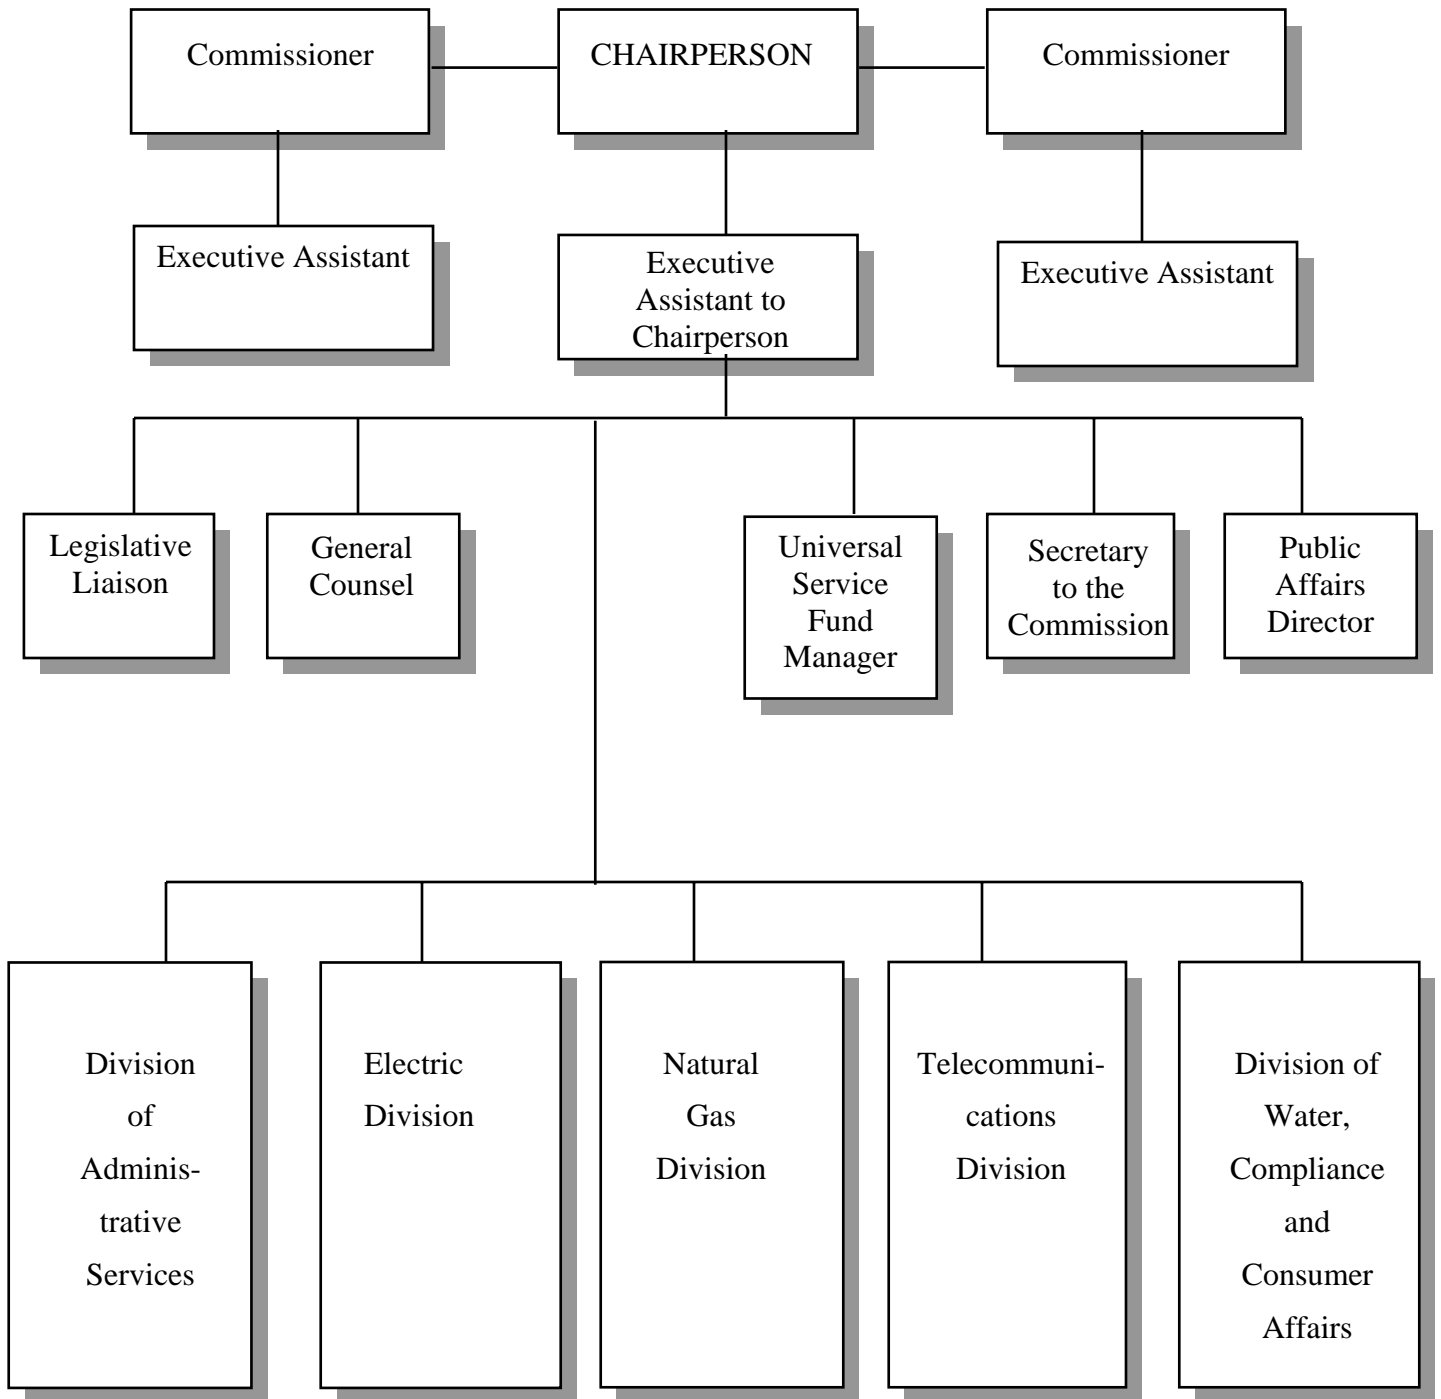 Commissioner
CHAIRPERSON
Commissioner
Executive Assistant
Executive
Assistant to
Chairperson
Executive Assistant
Legislative
Liaison
General
Counsel
Universal
Service
Fund
Manager
Secretary
to the
Commission
Public
Affairs
Director
Division
of
Adminis-
trative
Services
Electric
Division
Natural
Gas
Division
Telecommuni-
cations
Division
Division of
Water,
Compliance
and
Consumer
Affairs